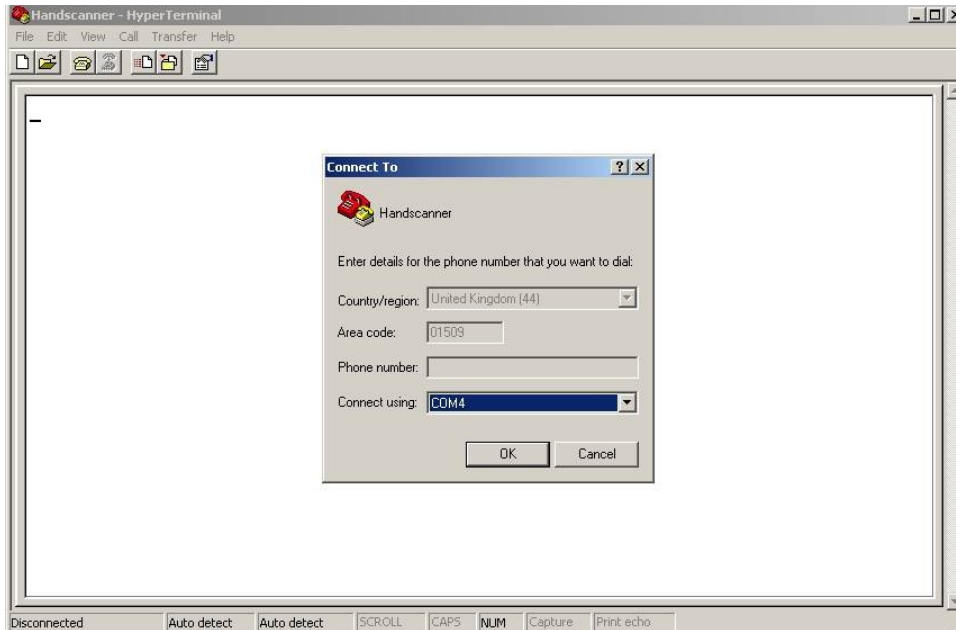 Handscanner - HyperTerminal
File Edit View Call Transfer Help
Connect To
Handscanner
Enter details for the phone number that you want to dial:
Country/region: United Kingdom (44)
Area code: 01509
Phone number:
Connect using: COM4
OK Cancel
Disconnected Auto detect Auto detect SCROLL CAPS NUM Capture Print echo